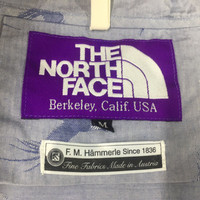 THE
NORTH
FACE
Berkeley, Calif. USA
M
F. M. Hämmerle Since 1836
Fine Fabrics Made in Austria